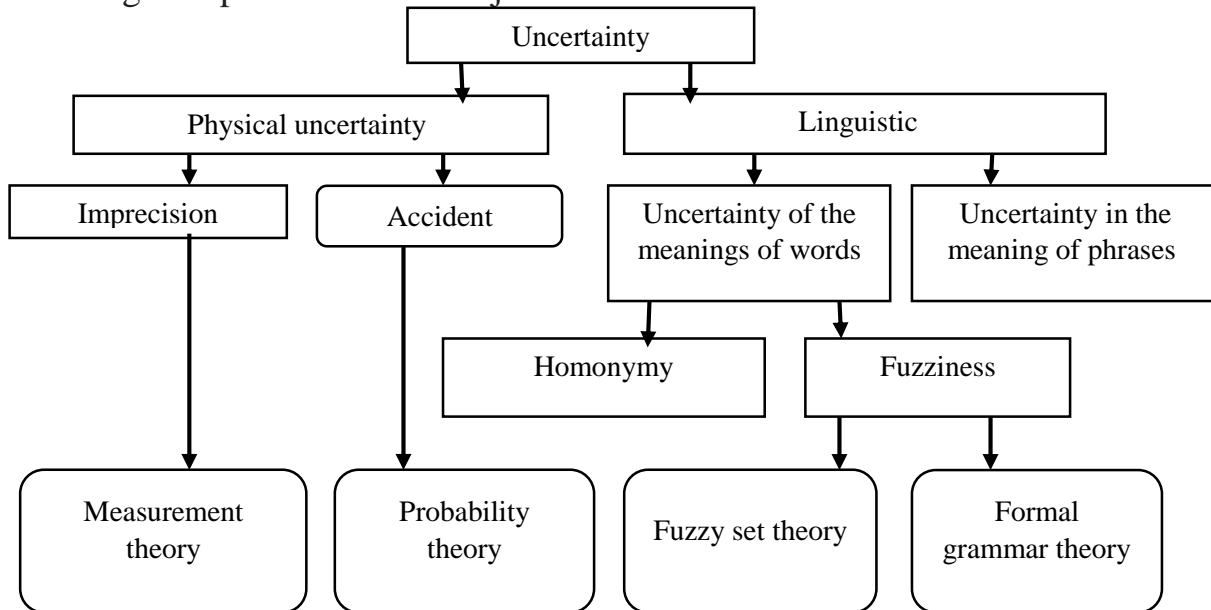 Uncertainty
Physical uncertainty
Linguistic
Imprecision
Accident
Uncertainty of the
meanings of words
Uncertainty in the
meaning of phrases
Homonymy
Fuzziness
Measurement
theory
Probability
theory
Fuzzy set theory
Formal
grammar theory